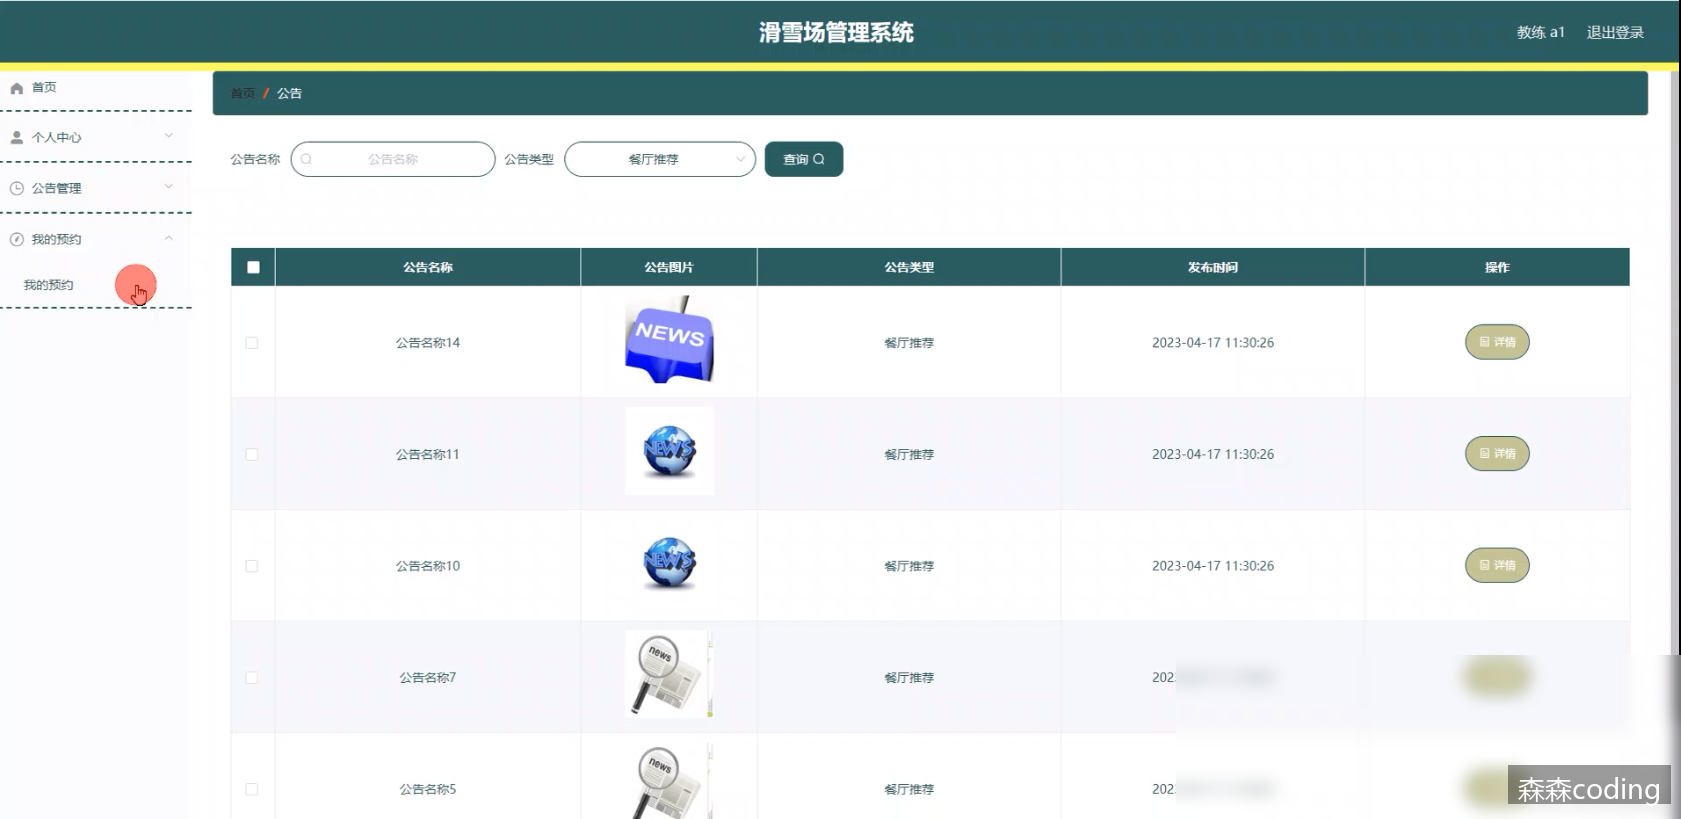 滑雪场管理系统
教练 a1 退出登录
首页
个人中心
公告管理
我的预约
我的预约
首页 / 公告
公告名称 公告名称 公告类型 餐厅推荐 查询
公告名称 公告图片 公告类型 发布时间 操作
公告名称14 NEWS 餐厅推荐 2023-04-17 11:30:26 详情
公告名称11 NEWS 餐厅推荐 2023-04-17 11:30:26 详情
公告名称10 NEWS 餐厅推荐 2023-04-17 11:30:26 详情
公告名称7 news 餐厅推荐 202
公告名称5 news 餐厅推荐 202
森森coding